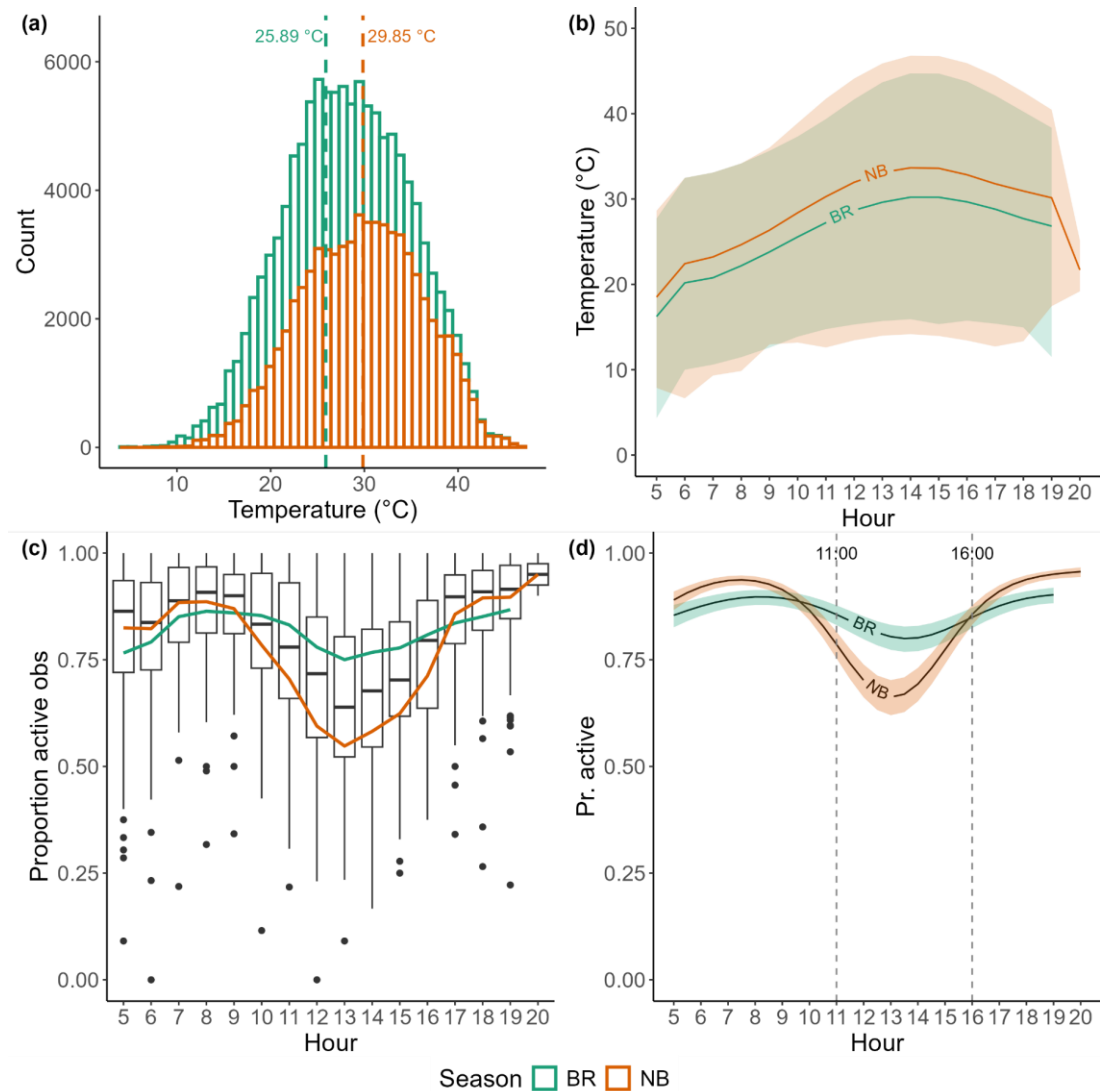 (a)
25.89 °C
29.85 °C
Count
6000
4000
2000
0
10 20 30 40
Temperature (°C)
(b)
Temperature (°C)
50
40
30
20
10
0
NB
BR
5 6 7 8 9 10 11 12 13 14 15 16 17 18 19 20
Hour
(c)
Proportion active obs
1.00
0.75
0.50
0.25
0.00
5 6 7 8 9 10 11 12 13 14 15 16 17 18 19 20
Hour
(d)
11:00
16:00
Pr. active
1.00
0.75
0.50
0.25
0.00
BR
NB
5 6 7 8 9 10 11 12 13 14 15 16 17 18 19 20
Hour
Season BR NB